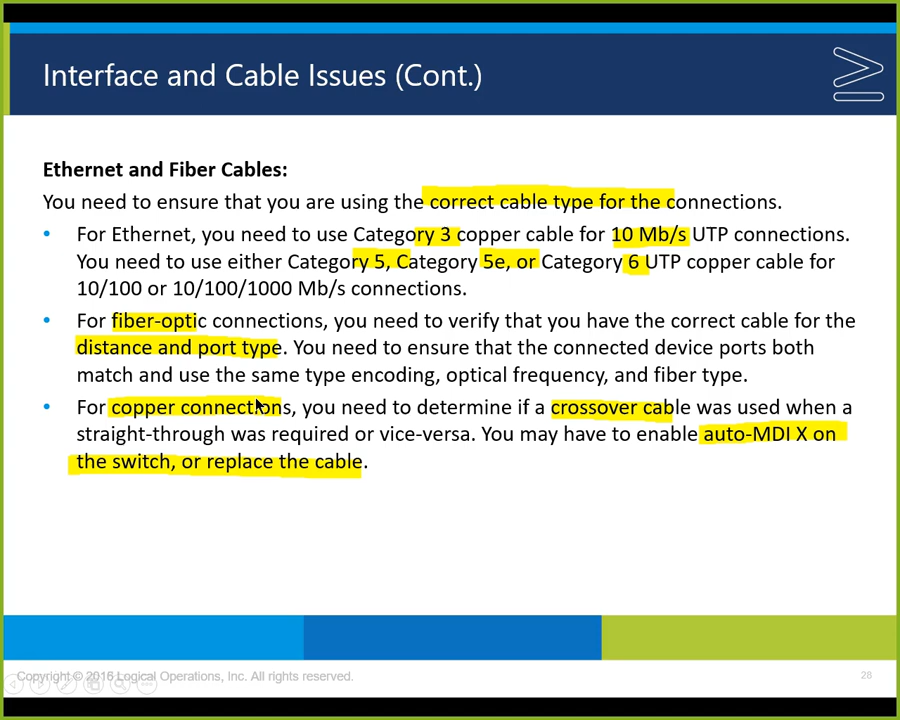 Interface and Cable Issues (Cont.)
Ethernet and Fiber Cables:
You need to ensure that you are using the correct cable type for the connections.
• For Ethernet, you need to use Category 3 copper cable for 10 Mb/s UTP connections.
You need to use either Category 5, Category 5e, or Category 6 UTP copper cable for
10/100 or 10/100/1000 Mb/s connections.
• For fiber-optic connections, you need to verify that you have the correct cable for the
distance and port type. You need to ensure that the connected device ports both
match and use the same type encoding, optical frequency, and fiber type.
• For copper connections, you need to determine if a crossover cable was used when a
straight-through was required or vice-versa. You may have to enable auto-MDI X on
the switch, or replace the cable.
Copyright © 2016 Logical Operations, Inc. All rights reserved.
28